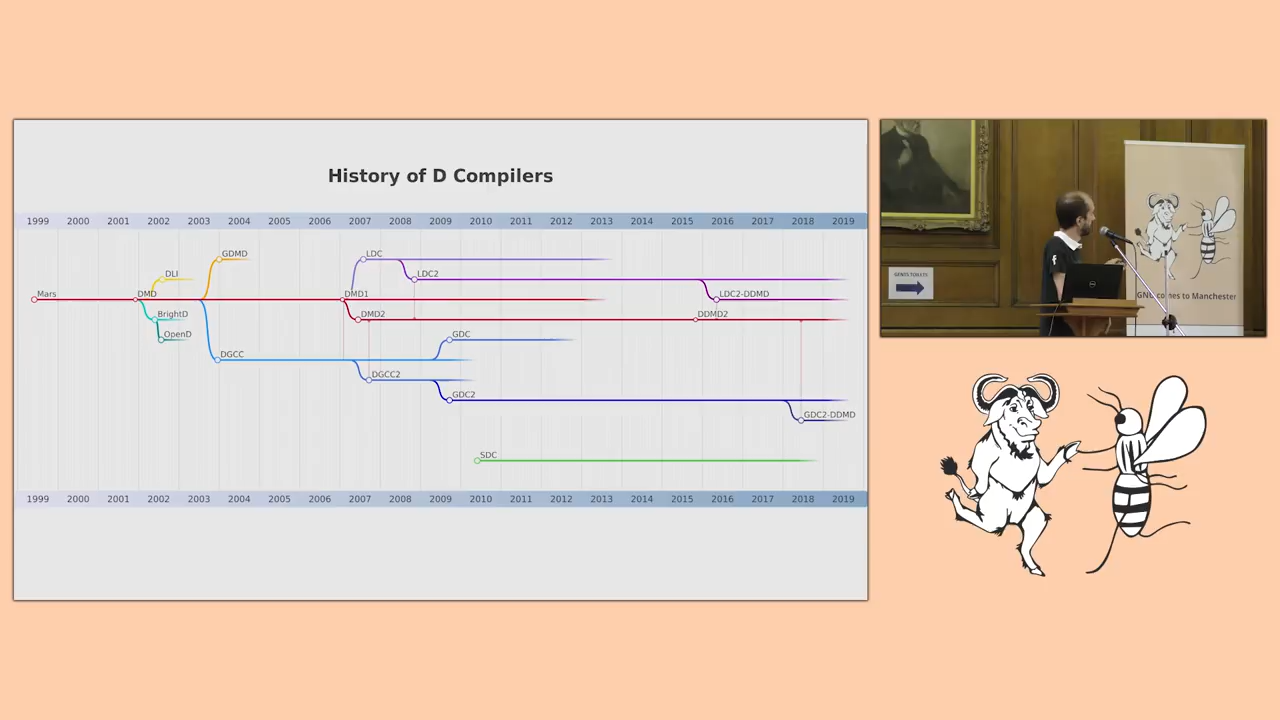 History of D Compilers
1999 2000 2001 2002 2003 2004 2005 2006 2007 2008 2009 2010 2011 2012 2013 2014 2015 2016 2017 2018 2019
GDMD
LDC
DLI
LDC2
Mars
DMD
DMD1
LDC2-DDMD
BrightD
DMD2
DDMD2
OpenD
GDC
DGCC
DGCC2
GDC2
GDC2-DDMD
SDC
1999 2000 2001 2002 2003 2004 2005 2006 2007 2008 2009 2010 2011 2012 2013 2014 2015 2016 2017 2018 2019
GENTS TOILETS
GNU comes to Manchester